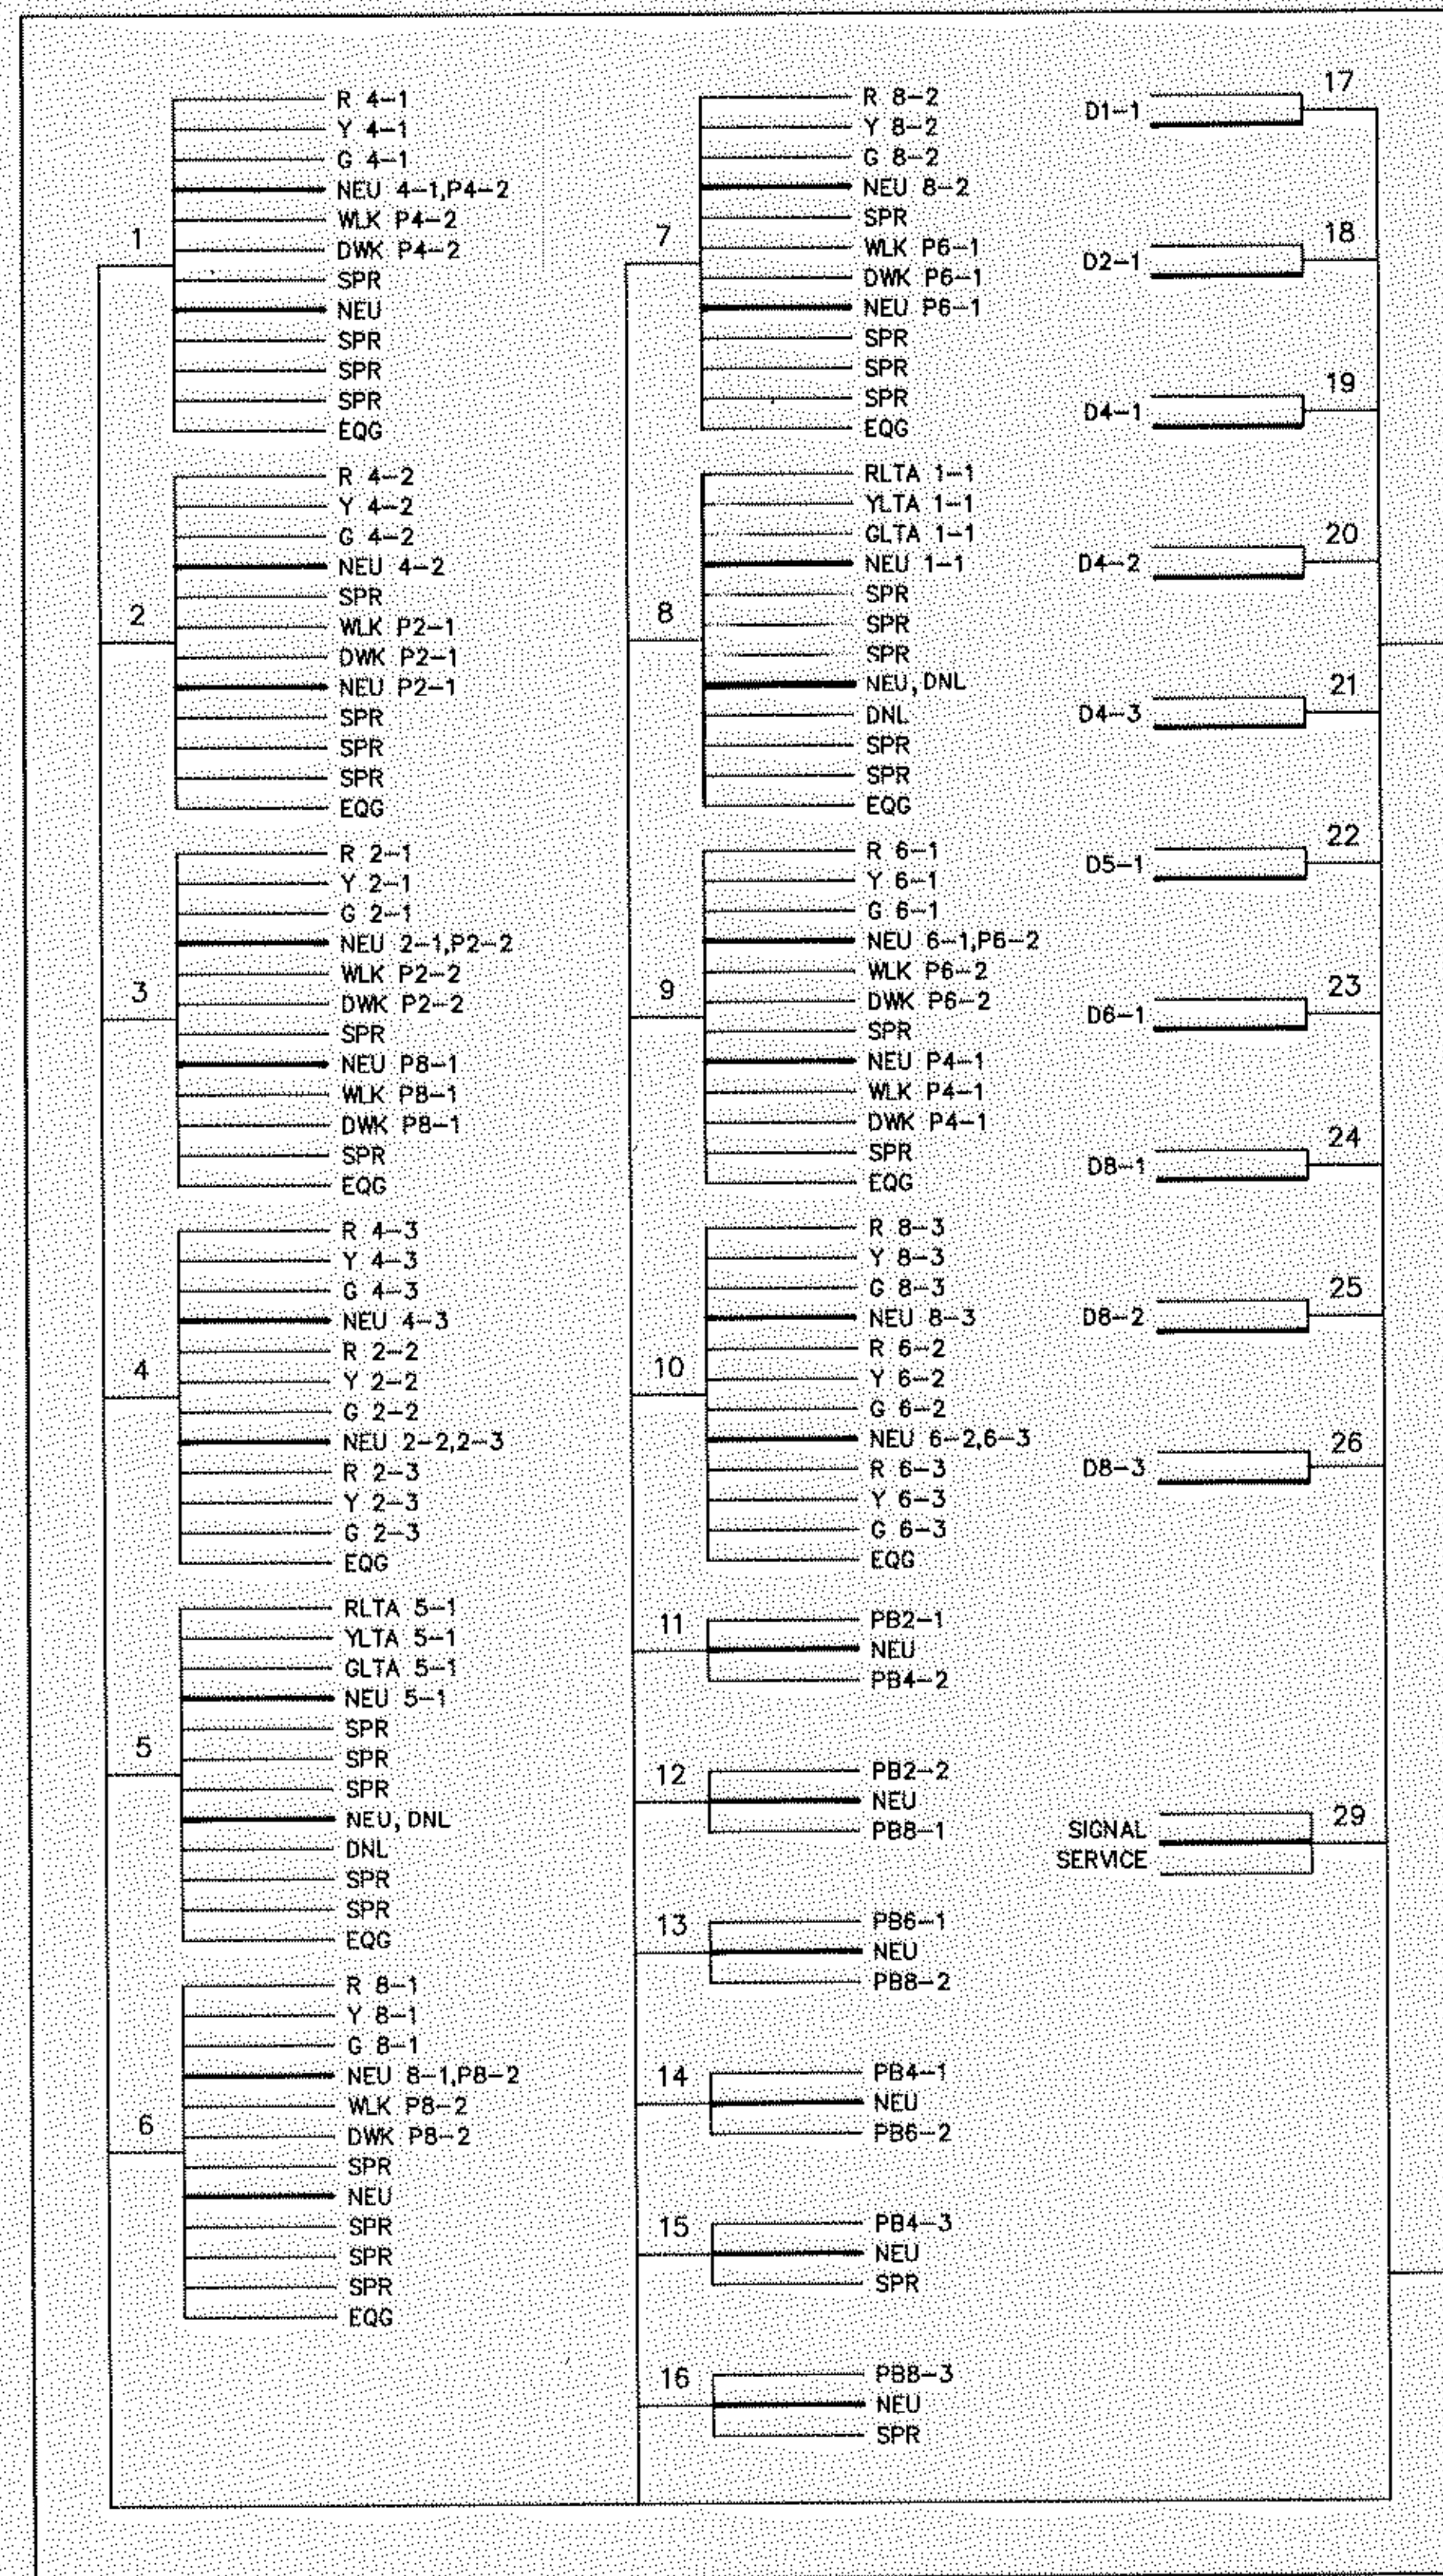 1
R 4-1
Y 4-1
G 4-1
NEU 4-1,P4-2
WLK P4-2
DWK P4-2
SPR
NEU
SPR
SPR
SPR
EQG
2
R 4-2
Y 4-2
G 4-2
NEU 4-2
SPR
WLK P2-1
DWK P2-1
NEU P2-1
SPR
SPR
SPR
EQG
3
R 2-1
Y 2-1
G 2-1
NEU 2-1,P2-2
WLK P2-2
DWK P2-2
SPR
NEU P8-1
WLK P8-1
DWK P8-1
SPR
EQG
4
R 4-3
Y 4-3
G 4-3
NEU 4-3
R 2-2
Y 2-2
G 2-2
NEU 2-2,2-3
R 2-3
Y 2-3
G 2-3
EQG
5
RLTA 5-1
YLTA 5-1
GLTA 5-1
NEU 5-1
SPR
SPR
SPR
NEU, DNL
DNL
SPR
SPR
EQG
6
R 8-1
Y 8-1
G 8-1
NEU 8-1,P8-2
WLK P8-2
DWK P8-2
SPR
NEU
SPR
SPR
SPR
EQG
7
R 8-2
Y 8-2
G 8-2
NEU 8-2
SPR
WLK P6-1
DWK P6-1
NEU P6-1
SPR
SPR
SPR
EQG
8
RLTA 1-1
YLTA 1-1
GLTA 1-1
NEU 1-1
SPR
SPR
SPR
NEU, DNL
DNL
SPR
SPR
EQG
9
R 6-1
Y 6-1
G 6-1
NEU 6-1,P6-2
WLK P6-2
DWK P6-2
SPR
NEU P4-1
WLK P4-1
DWK P4-1
SPR
EQG
10
R 8-3
Y 8-3
G 8-3
NEU 8-3
R 6-2
Y 6-2
G 6-2
NEU 6-2,6-3
R 6-3
Y 6-3
G 6-3
EQG
11
PB2-1
NEU
PB4-2
12
PB2-2
NEU
PB8-1
13
PB6-1
NEU
PB8-2
14
PB4-1
NEU
PB6-2
15
PB4-3
NEU
SPR
16
PB8-3
NEU
SPR
17
D1-1
18
D2-1
19
D4-1
20
D4-2
21
D4-3
22
D5-1
23
D6-1
24
D8-1
25
D8-2
26
D8-3
29
SIGNAL
SERVICE